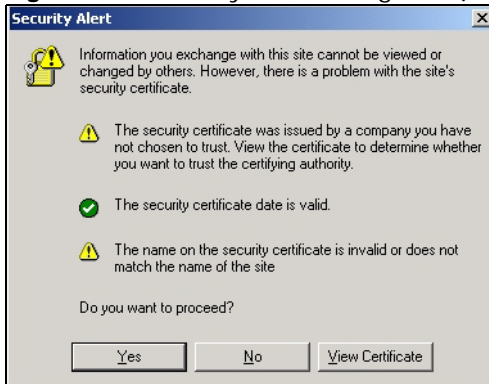 Security Alert
Information you exchange with this site cannot be viewed or
changed by others. However, there is a problem with the site's
security certificate.
The security certificate was issued by a company you have
not chosen to trust. View the certificate to determine whether
you want to trust the certifying authority.
The security certificate date is valid.
The name on the security certificate is invalid or does not
match the name of the site
Do you want to proceed?
Yes
No
View Certificate